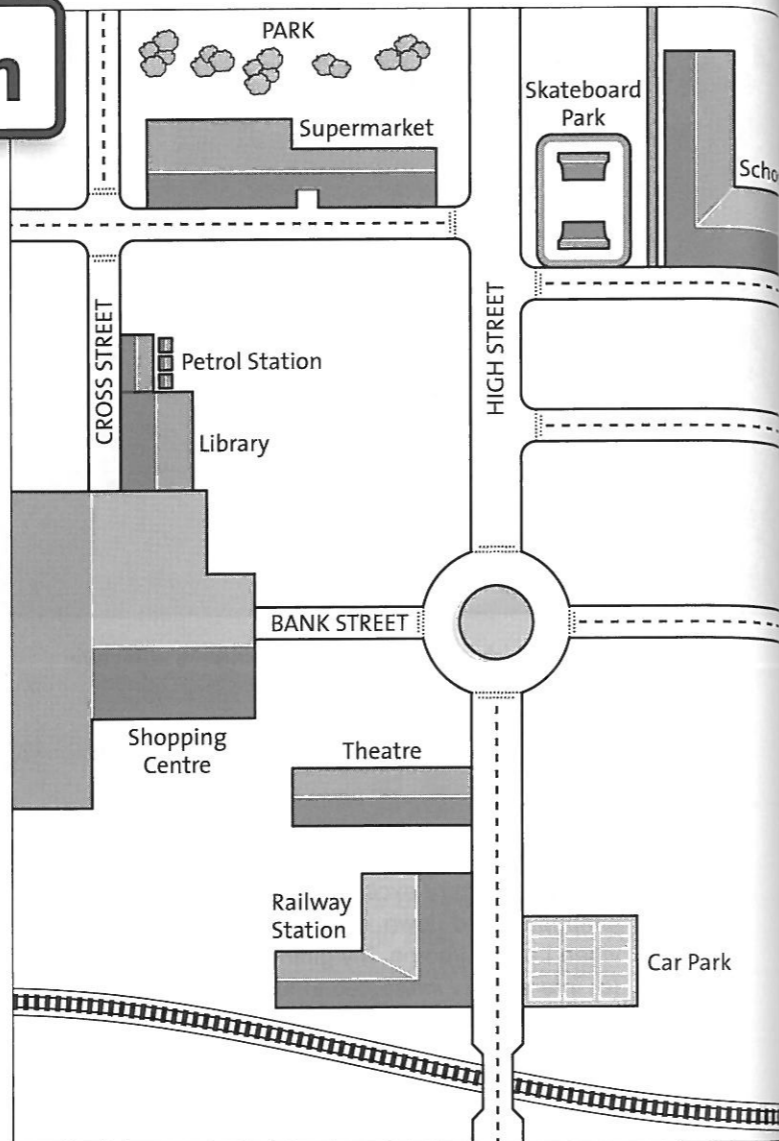 PARK
Skateboard
Park
Supermarket
CROSS STREET
HIGH STREET
Petrol Station
Library
BANK STREET
Shopping
Centre
Theatre
Railway
Station
Car Park